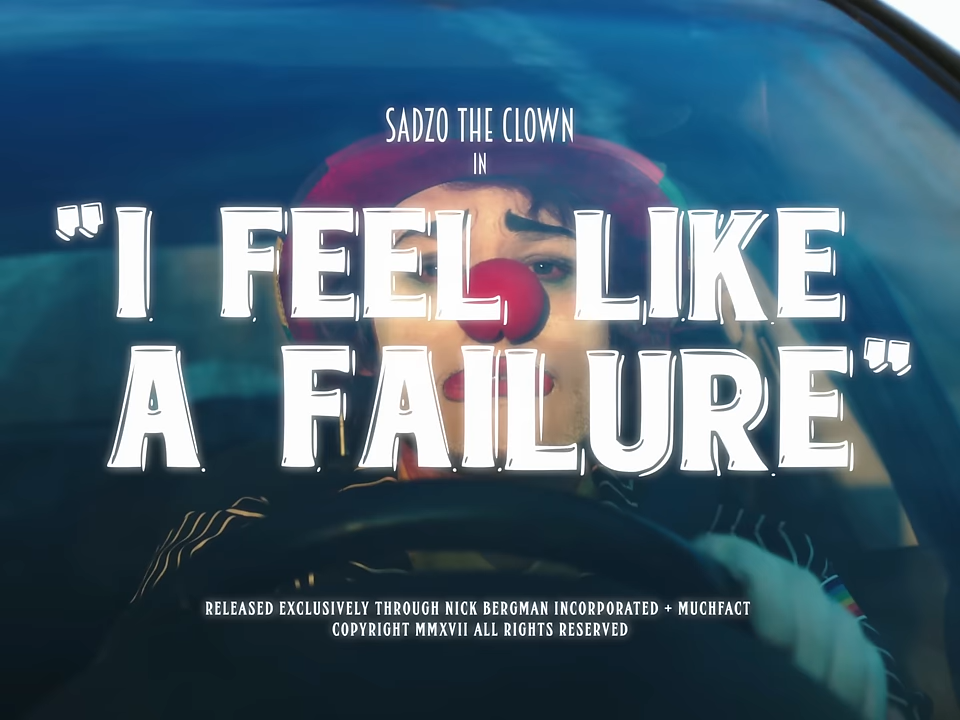 SADZO THE CLOWN
IN
"I FEEL LIKE
A FAILURE"
RELEASED EXCLUSIVELY THROUGH NICK BERGMAN INCORPORATED + MUCHFACT
COPYRIGHT MMXVII ALL RIGHTS RESERVED